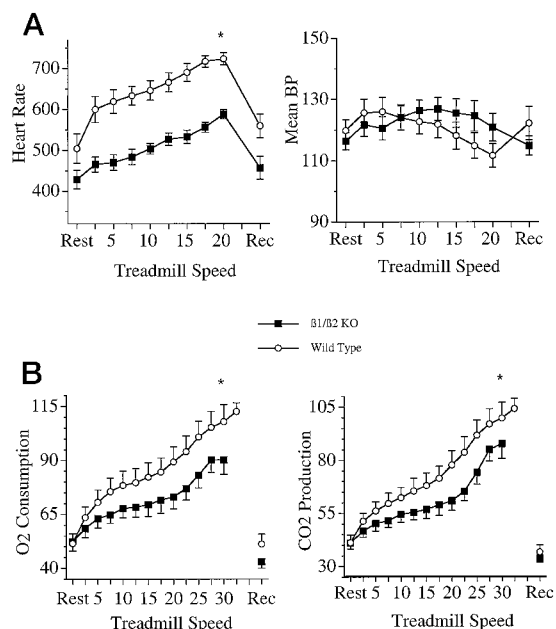 A
*
Heart Rate
700
600
500
400
Rest 5 10 15 20 Rec
Treadmill Speed
Mean BP
150
130
110
90
Rest 5 10 15 20 Rec
Treadmill Speed
ß1/ß2 KO
Wild Type
B
*
O2 Consumption
115
90
65
40
Rest 5 10 15 20 25 30 Rec
Treadmill Speed
*
CO2 Production
105
80
55
30
Rest 5 10 15 20 25 30 Rec
Treadmill Speed